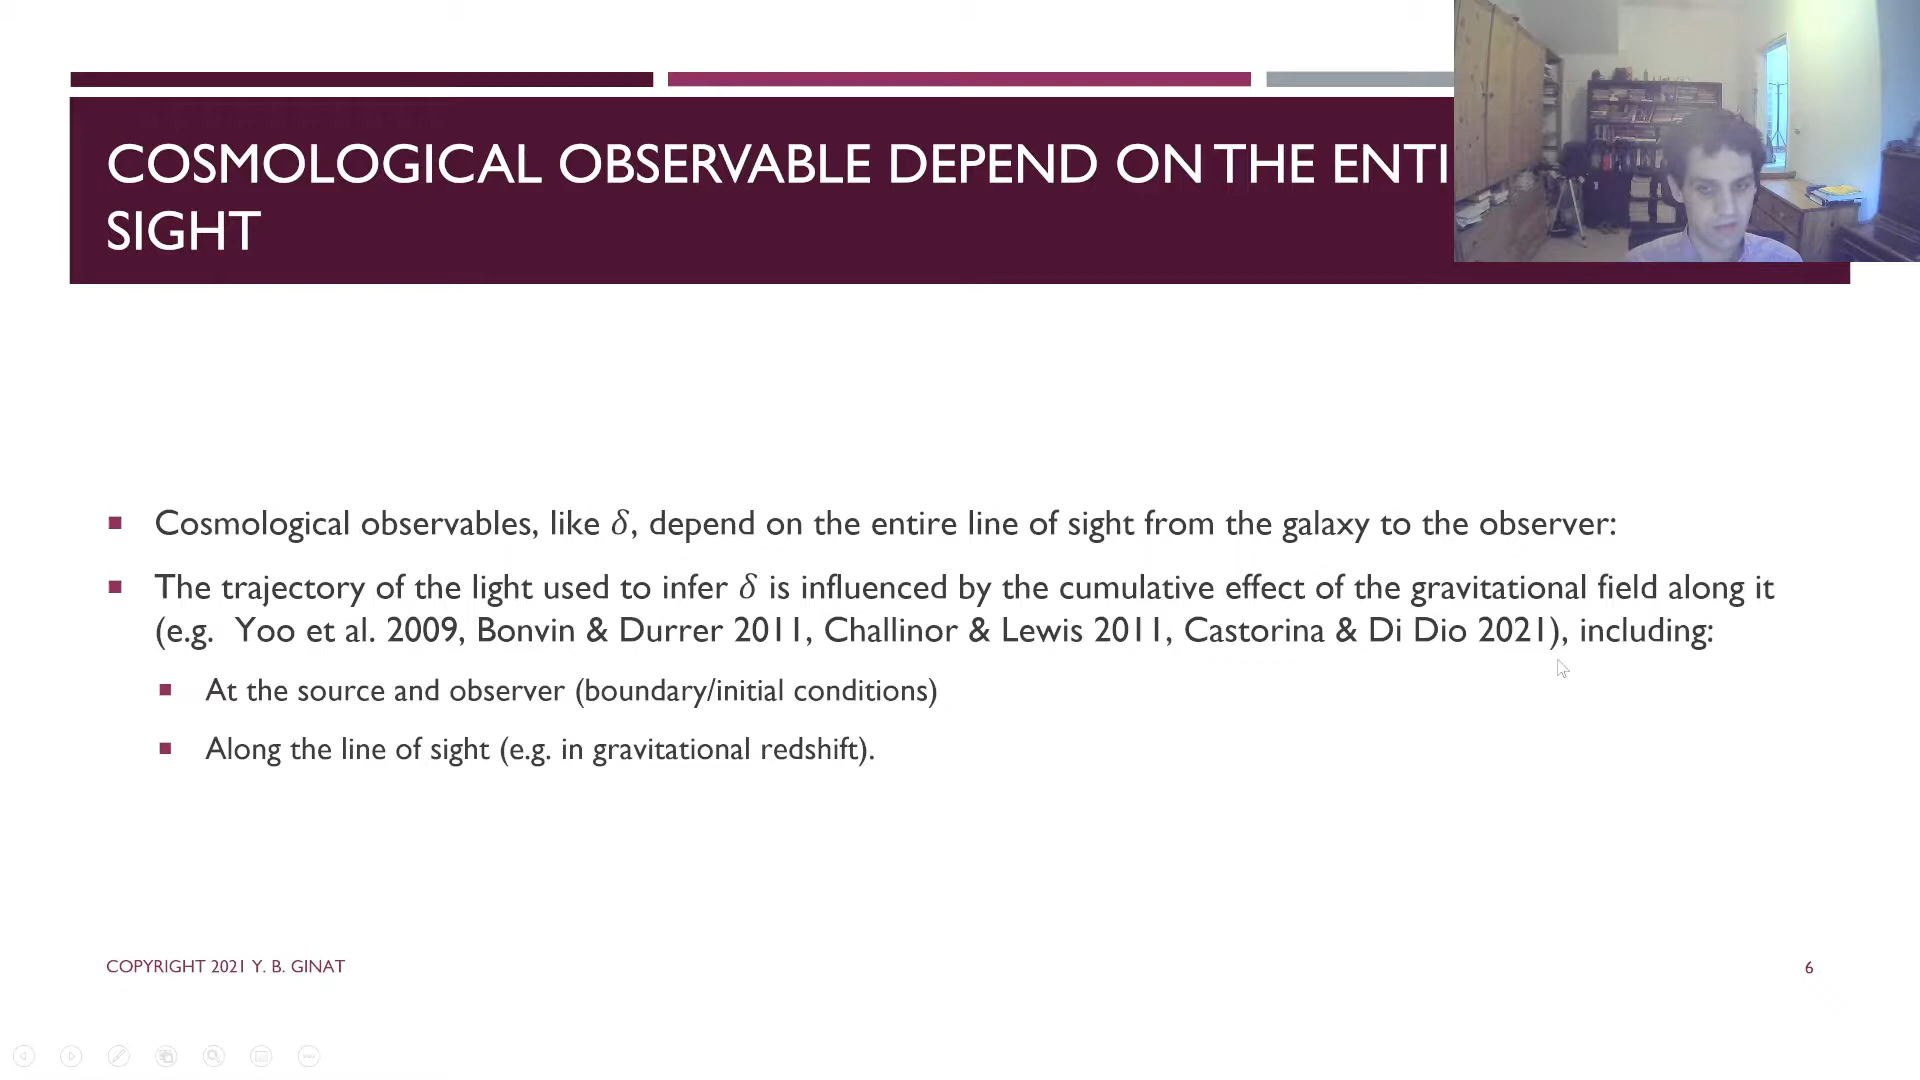 COSMOLOGICAL OBSERVABLE DEPEND ON THE
SIGHT
Cosmological observables, like δ, depend on the entire line of sight from the galaxy to the observer:
The trajectory of the light used to infer δ is influenced by the cumulative effect of the gravitational field along it
(e.g. Yoo et al. 2009, Bonvin & Durrer 2011, Challinor & Lewis 2011, Castorina & Di Dio 2021), including:
At the source and observer (boundary/initial conditions)
Along the line of sight (e.g. in gravitational redshift).
COPYRIGHT 2021 Y. B. GINAT
6